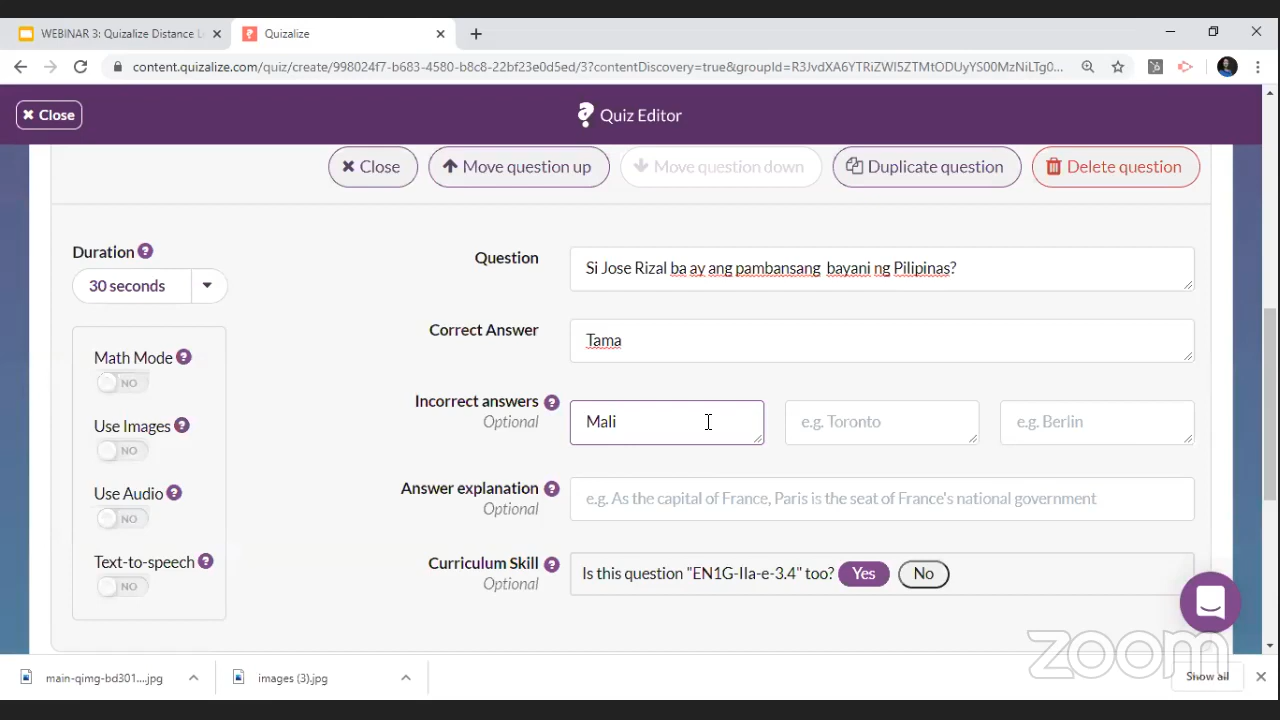 WEBINAR 3: Quizalize Distance L
Quizalize
content.quizalize.com/quiz/create/998024f7-b683-4580-b8c8-22bf23e0d5ed/3?contentDiscovery=true&groupId=R3JvdXA6YTRiZWI5ZTMtODUyYS00MzNiLTg0...
Close
Quiz Editor
Close
Move question up
Move question down
Duplicate question
Delete question
Duration
30 seconds
Question
Si Jose Rizal ba ay ang pambansang bayani ng Pilipinas?
Correct Answer
Tama
Math Mode
NO
Incorrect answers
Optional
Mali
e.g. Toronto
e.g. Berlin
Use Images
NO
Use Audio
NO
Answer explanation
Optional
e.g. As the capital of France, Paris is the seat of France's national government
Text-to-speech
NO
Curriculum Skill
Optional
Is this question "EN1G-IIa-e-3.4" too?
Yes
No
zoom
main-qimg-bd301....jpg
images (3).jpg
Show all